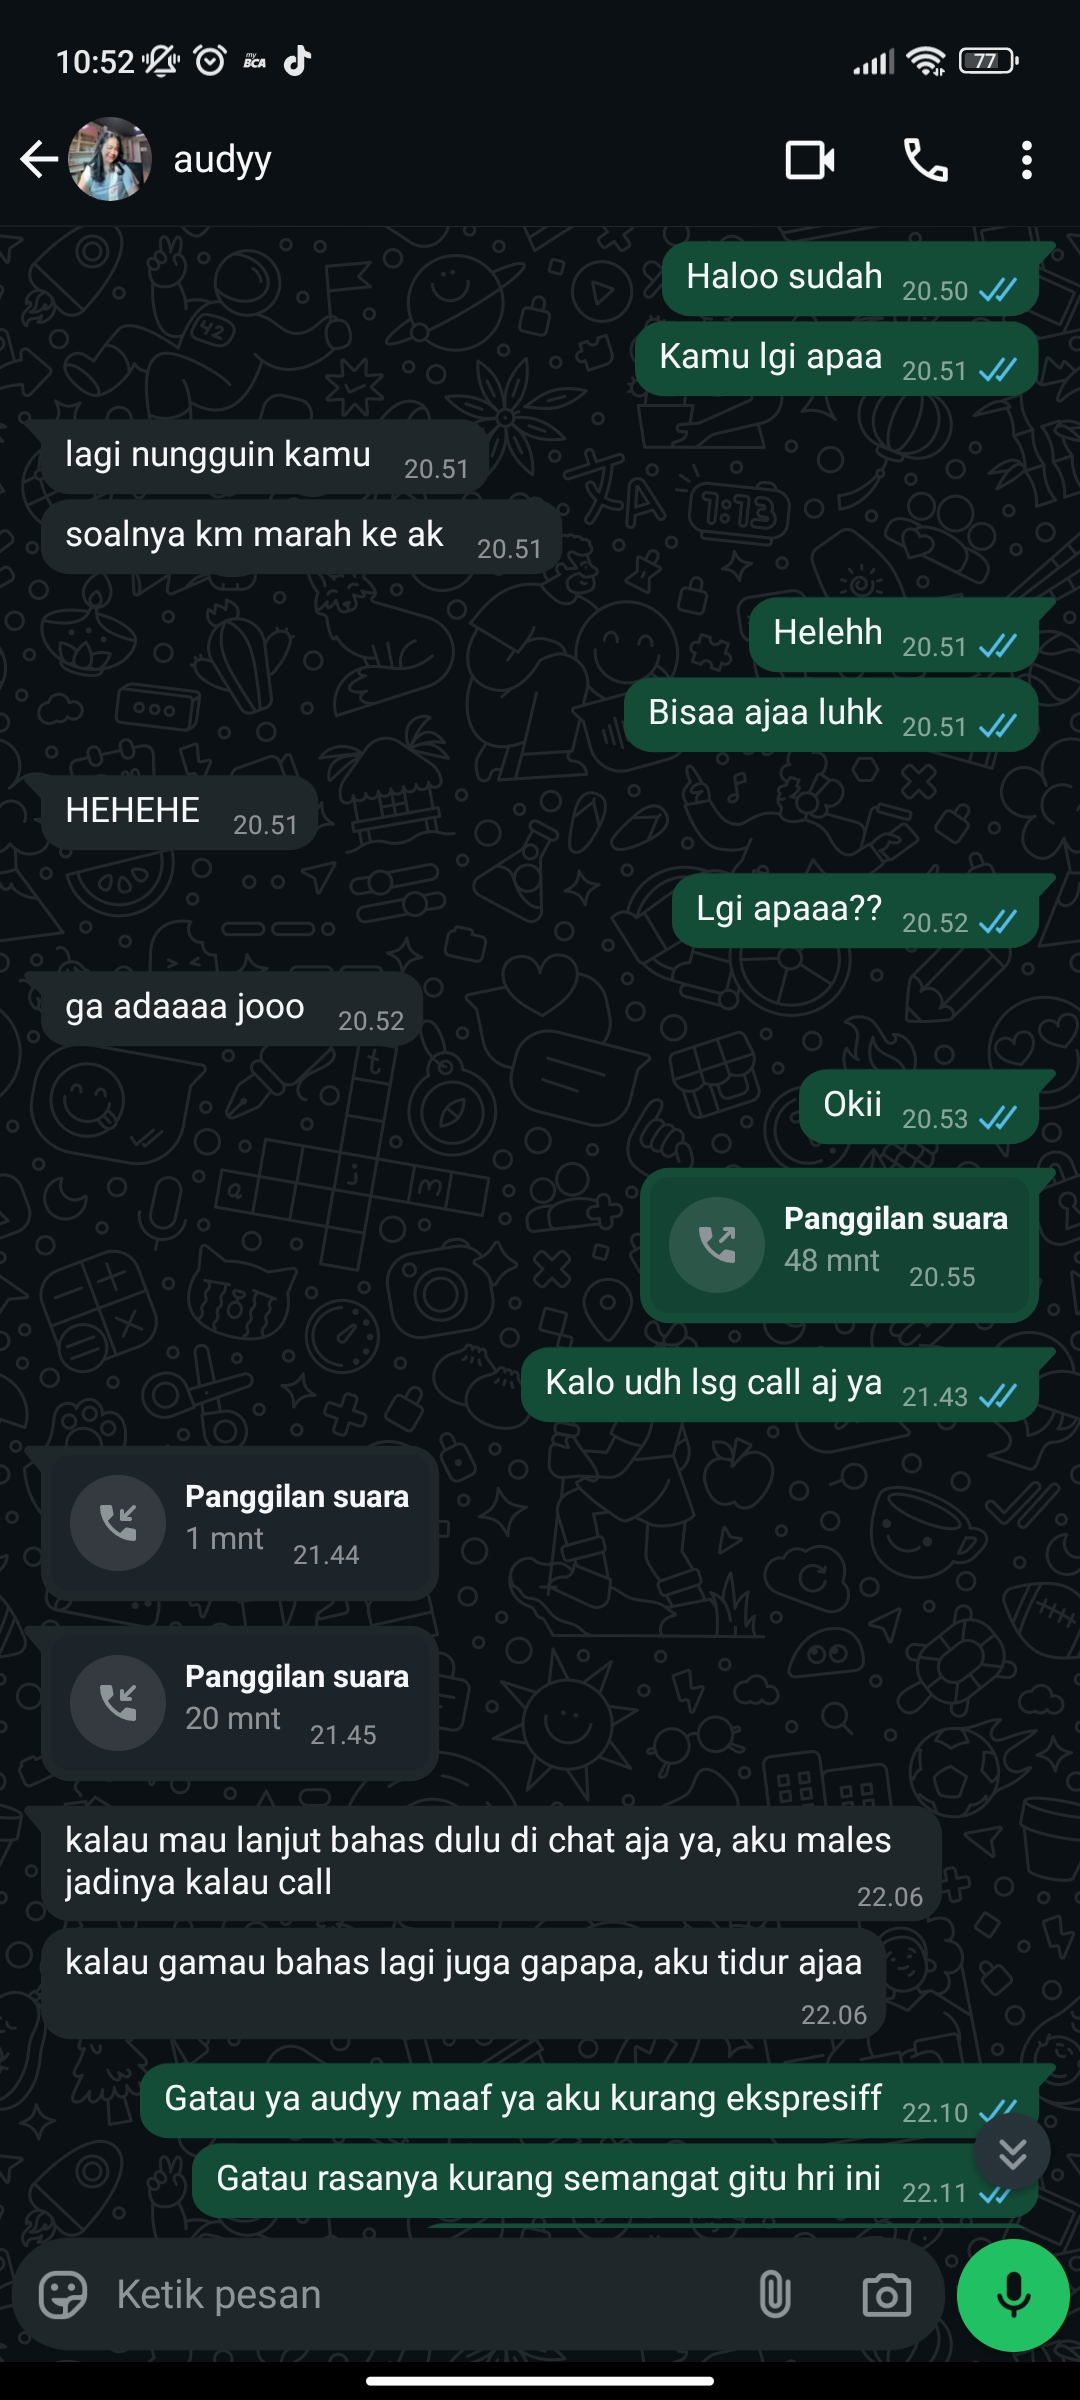 10:52
my
BCA
77
audyy
Haloo sudah 20.50
Kamu lgi apaa 20.51
lagi nungguin kamu 20.51
soalnya km marah ke ak 20.51
Helehh 20.51
Bisaa ajaa luhk 20.51
HEHEHE 20.51
Lgi apaaa?? 20.52
ga adaaaa jooo 20.52
Okii 20.53
Panggilan suara
48 mnt 20.55
Kalo udh lsg call aj ya 21.43
Panggilan suara
1 mnt 21.44
Panggilan suara
20 mnt 21.45
kalau mau lanjut bahas dulu di chat aja ya, aku males
jadinya kalau call 22.06
kalau gamau bahas lagi juga gapapa, aku tidur ajaa
22.06
Gatau ya audyy maaf ya aku kurang ekspresiff 22.10
Gatau rasanya kurang semangat gitu hri ini 22.11
Ketik pesan